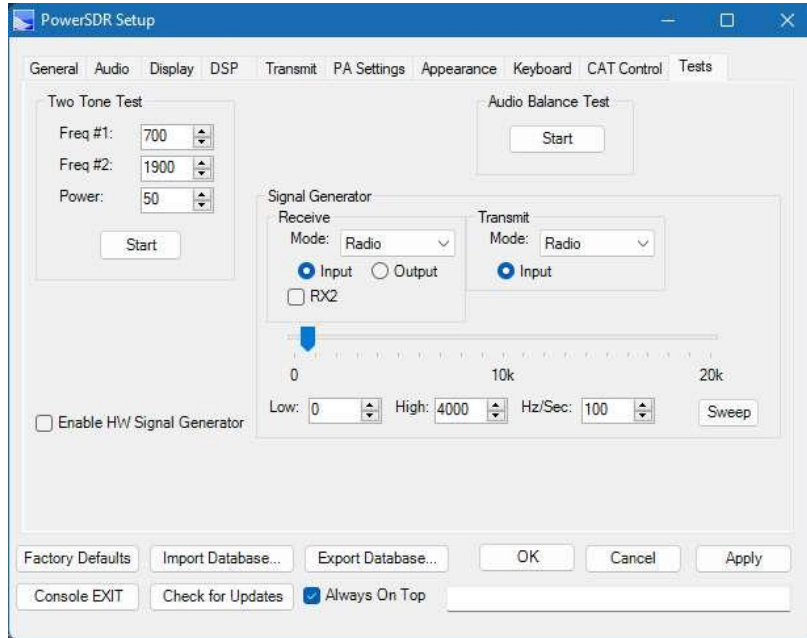 PowerSDR Setup
General Audio Display DSP Transmit PA Settings Appearance Keyboard CAT Control Tests
Two Tone Test
Freq #1: 700
Freq #2: 1900
Power: 50
Start
Audio Balance Test
Start
Signal Generator
Receive
Mode: Radio
Input Output
RX2
Transmit
Mode: Radio
Input
0 10k 20k
Low: 0 High: 4000 Hz/Sec: 100 Sweep
Enable HW Signal Generator
Factory Defaults Import Database... Export Database... OK Cancel Apply
Console EXIT Check for Updates Always On Top